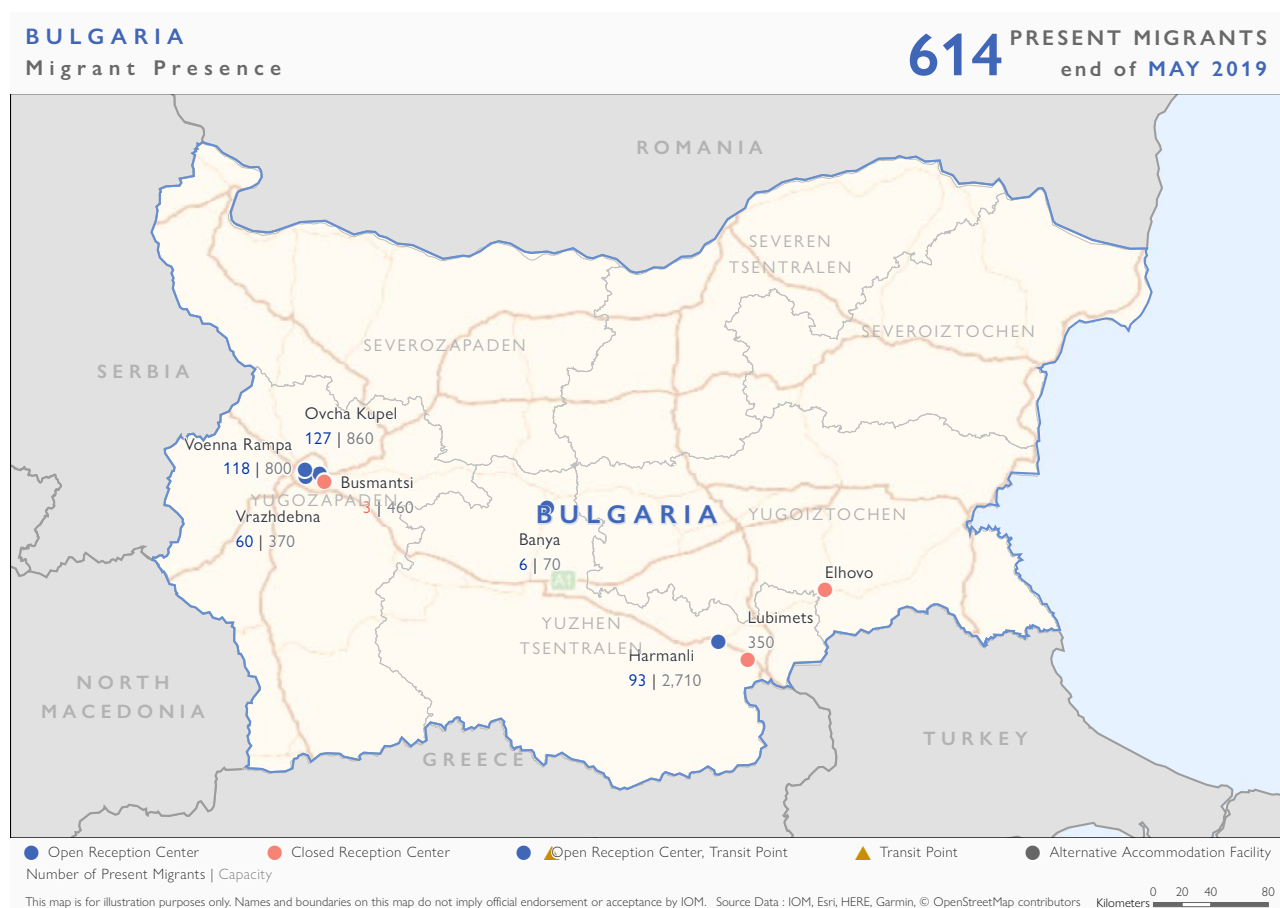 BULGARIA
Migrant Presence
614 PRESENT MIGRANTS
end of MAY 2019
ROMANIA
SEVEREN
TSENTRALEN
SEVEROIZTOCHEN
SEVEROZAPADEN
SERBIA
Ovcha Kupel
127 | 860
Voenna Rampa
118 | 800
Busmantsi
3 | 460
YUGOZAPADEN
Vrazhdebna
60 | 370
BULGARIA
YUGOIZTOCHEN
Banya
6 | 70
A1
Elhovo
Lubimets
350
YUZHEN
TSENTRALEN
Harmanli
93 | 2,710
NORTH
MACEDONIA
GREECE
TURKEY
Open Reception Center
Closed Reception Center
Open Reception Center, Transit Point
Transit Point
Alternative Accommodation Facility
Number of Present Migrants | Capacity
0 20 40 80
Kilometers
This map is for illustration purposes only. Names and boundaries on this map do not imply official endorsement or acceptance by IOM. Source Data : IOM, Esri, HERE, Garmin, © OpenStreetMap contributors